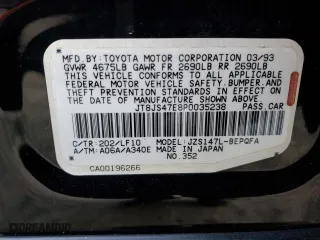 MFD. BY: TOYOTA MOTOR CORPORATION 03/93
GVWR 4675LB GAWR FR 2690LB RR 2690LB
THIS VEHICLE CONFORMS TO ALL APPLICABLE
FEDERAL MOTOR VEHICLE SAFETY, BUMPER, AND
THEFT PREVENTION STANDARDS IN EFFECT ON
THE DATE OF MANUFACTURE SHOWN ABOVE.
JT8JS47E8P0035238 PASS.CAR
C/TR: 202/LF10 MODEL: JZS147L-BEPQFA
A/TM: A06A/A340E MADE IN JAPAN
NO.352
CA00196266